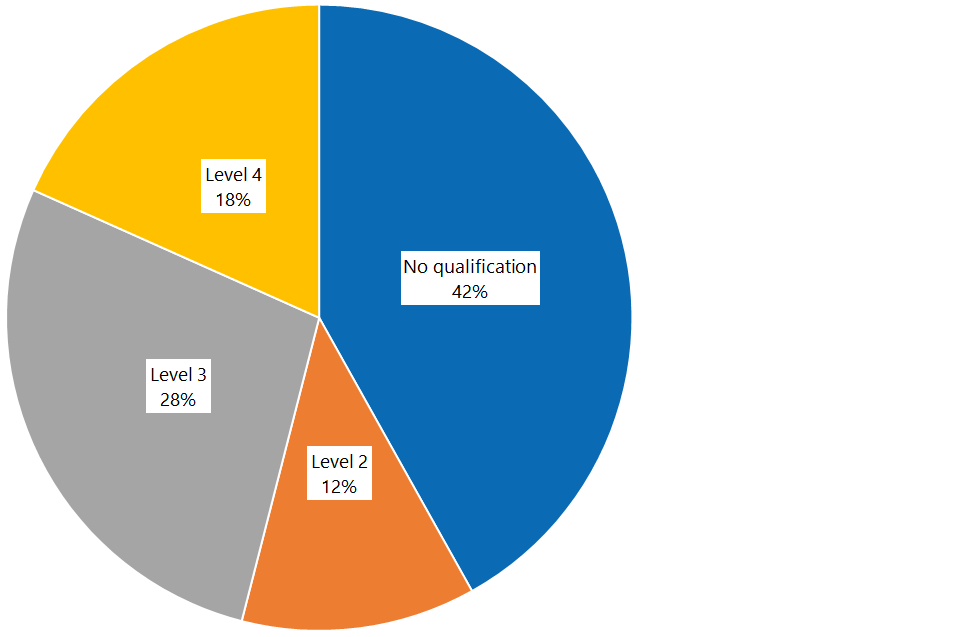 Level 4
18%
No qualification
42%
Level 3
28%
Level 2
12%